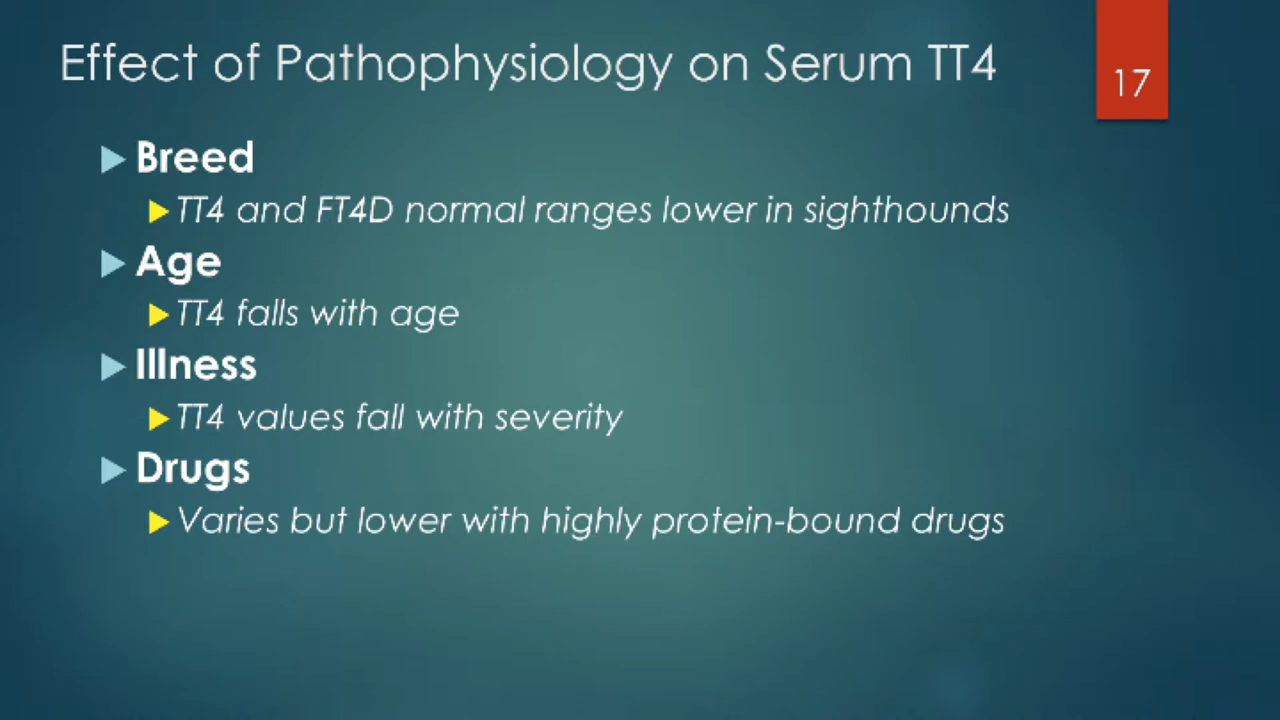 Effect of Pathophysiology on Serum TT4
17
Breed
TT4 and FT4D normal ranges lower in sighthounds
Age
TT4 falls with age
Illness
TT4 values fall with severity
Drugs
Varies but lower with highly protein-bound drugs